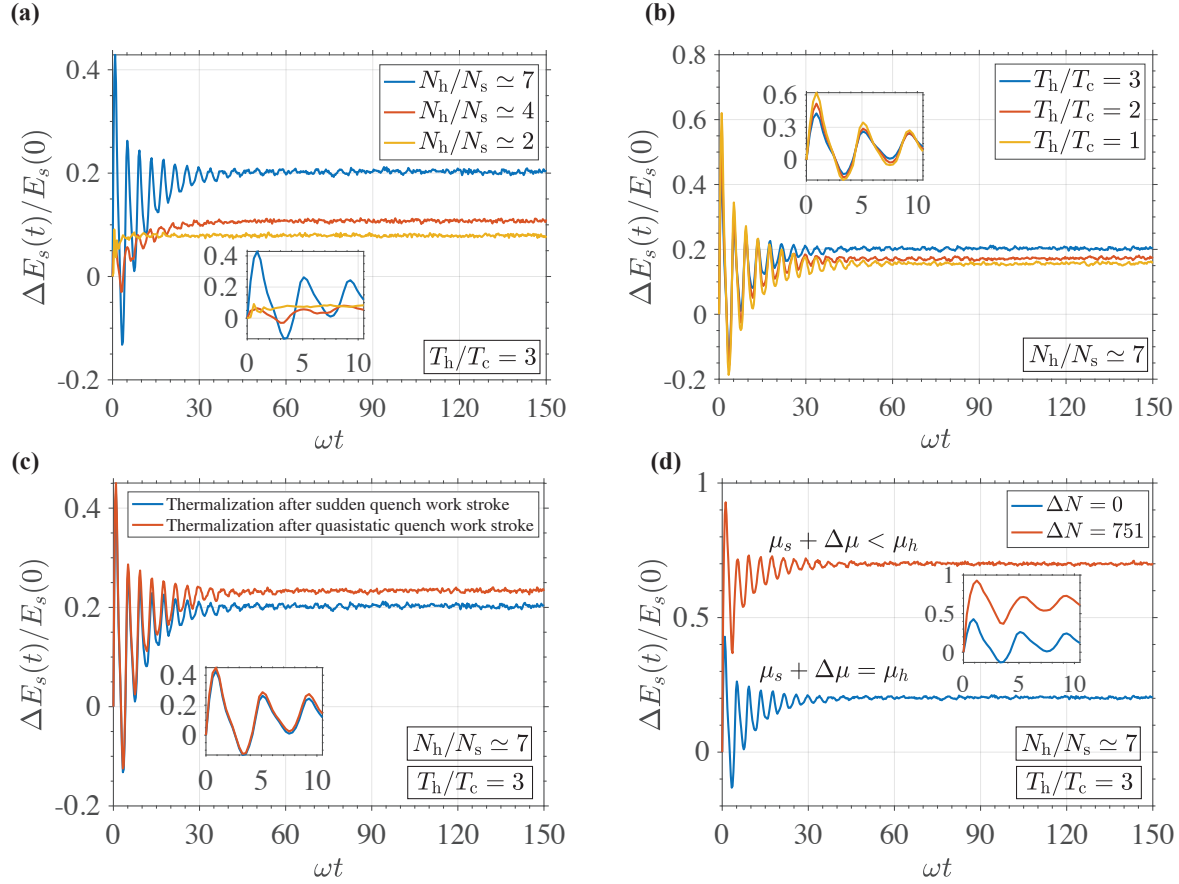 (a)
ΔE_s(t)/E_s(0)
0.4
0.2
0
-0.2
0 30 60 90 120 150
ωt
N_h/N_s ≃ 7
N_h/N_s ≃ 4
N_h/N_s ≃ 2
0.4
0.2
0
0 5 10
T_h/T_c = 3
(b)
ΔE_s(t)/E_s(0)
0.8
0.6
0.4
0.2
0
-0.2
0 30 60 90 120 150
ωt
T_h/T_c = 3
T_h/T_c = 2
T_h/T_c = 1
0.6
0.3
0
0 5 10
N_h/N_s ≃ 7
(c)
ΔE_s(t)/E_s(0)
0.4
0.2
0
-0.2
0 30 60 90 120 150
ωt
Thermalization after sudden quench work stroke
Thermalization after quasistatic quench work stroke
0.4
0.2
0
0 5 10
N_h/N_s ≃ 7
T_h/T_c = 3
(d)
ΔE_s(t)/E_s(0)
1
0.5
0
0 30 60 90 120 150
ωt
ΔN = 0
ΔN = 751
μ_s + Δμ < μ_h
1
0.5
0
0 5 10
μ_s + Δμ = μ_h
N_h/N_s ≃ 7
T_h/T_c = 3